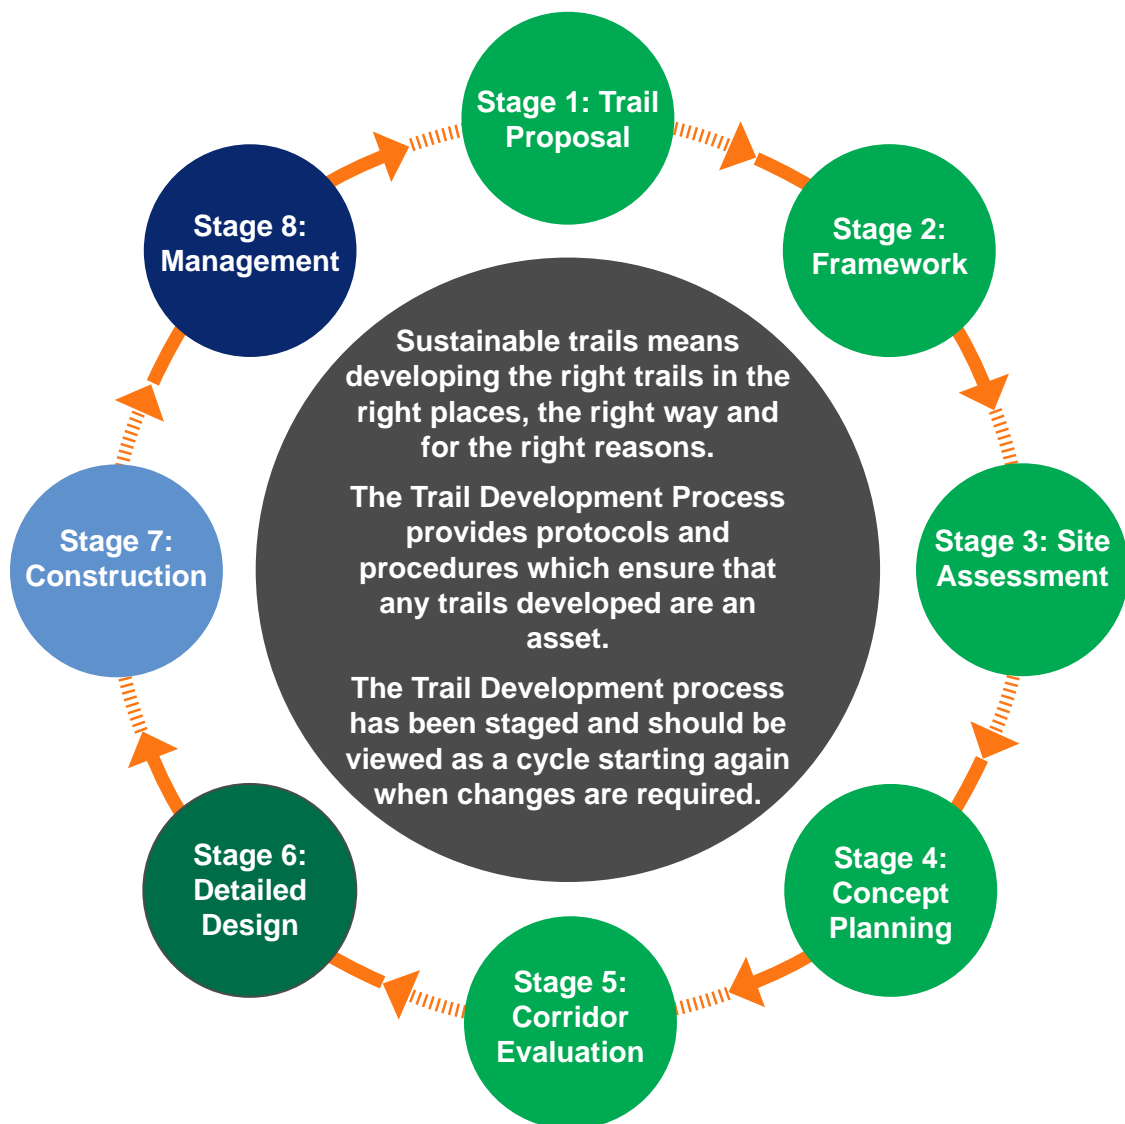 Stage 1: Trail
Proposal
Stage 2:
Framework
Stage 3: Site
Assessment
Stage 4:
Concept
Planning
Stage 5:
Corridor
Evaluation
Stage 6:
Detailed
Design
Stage 7:
Construction
Stage 8:
Management
Sustainable trails means
developing the right trails in the
right places, the right way and
for the right reasons.
The Trail Development Process
provides protocols and
procedures which ensure that
any trails developed are an
asset.
The Trail Development process
has been staged and should be
viewed as a cycle starting again
when changes are required.